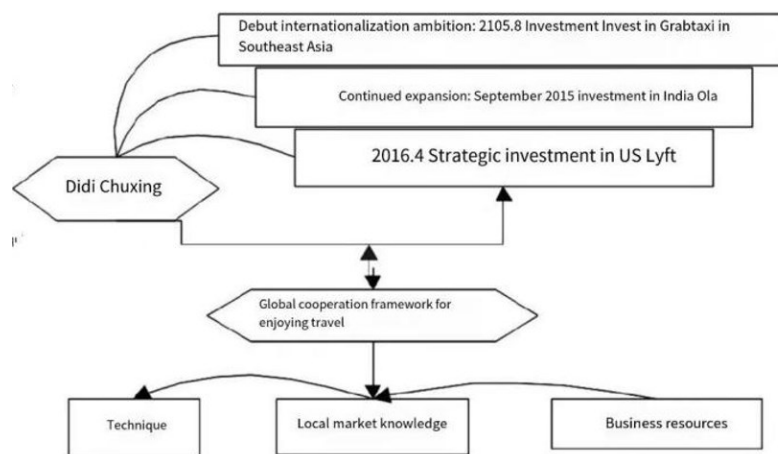 Debut internationalization ambition: 2105.8 Investment Invest in Grabtaxi in
Southeast Asia
Continued expansion: September 2015 investment in India Ola
2016.4 Strategic investment in US Lyft
Didi Chuxing
Global cooperation framework for
enjoying travel
Technique
Local market knowledge
Business resources